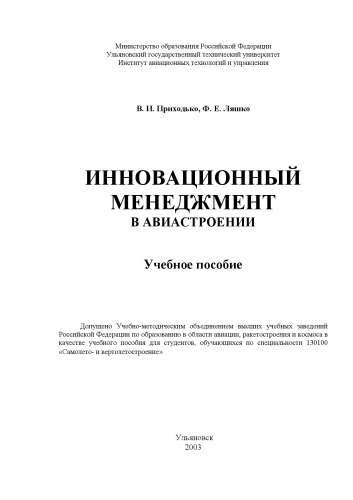 Министерство образования Российской Федерации
Ульяновский государственный технический университет
Институт авиационных технологий и управления
В. И. Приходько, Ф. Е. Ляшко
ИННОВАЦИОННЫЙ
МЕНЕДЖМЕНТ
В АВИАСТРОЕНИИ
Учебное пособие
Допущено Учебно-методическим объединением высших учебных заведений
Российской Федерации по образованию в области авиации, ракетостроения и космоса в
качестве учебного пособия для студентов, обучающихся по специальности 130100
«Самолето- и вертолетостроение»
Ульяновск
2003